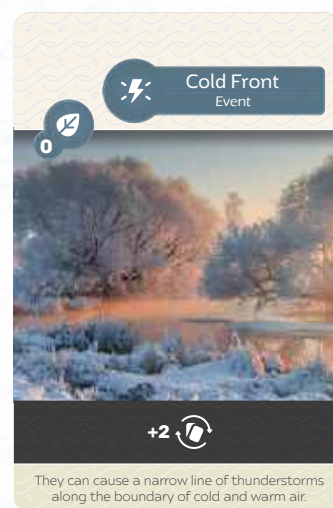 Cold Front
Event
0
+2
They can cause a narrow line of thunderstorms
along the boundary of cold and warm air.